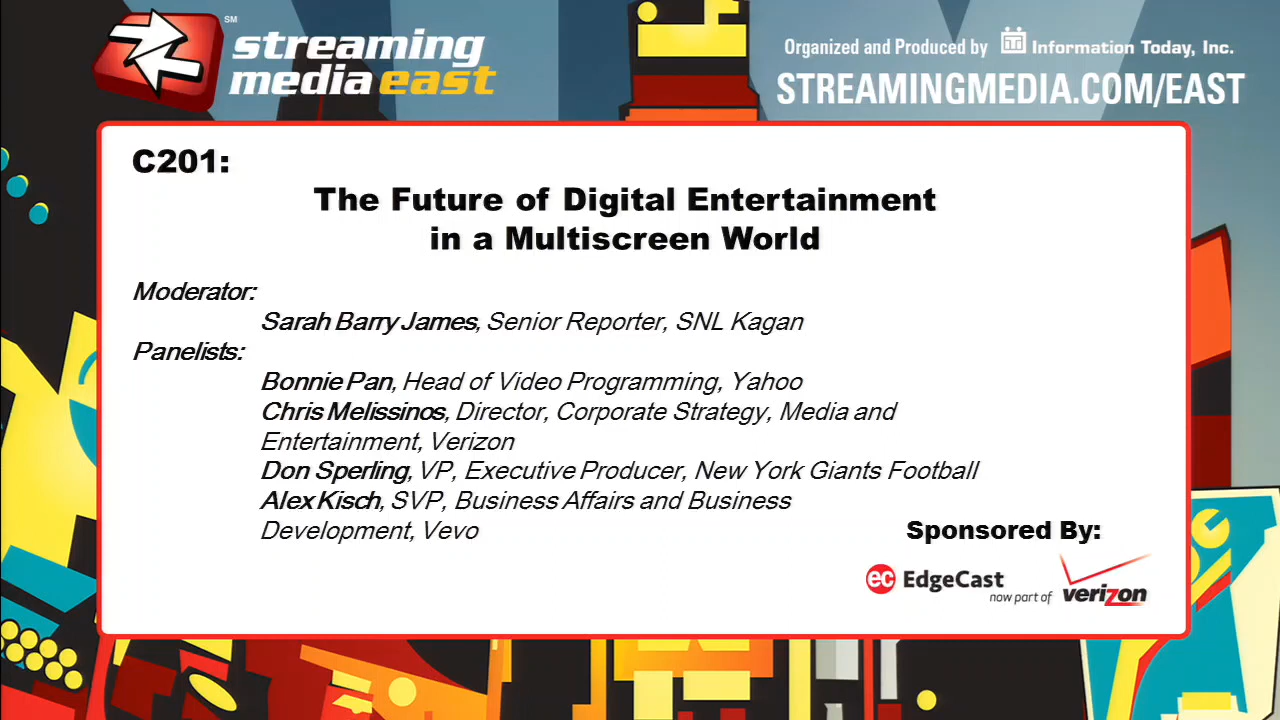 streaming SM
media east
Organized and Produced by Information Today, Inc.
STREAMINGMEDIA.COM/EAST
C201:
The Future of Digital Entertainment
in a Multiscreen World
Moderator:
Sarah Barry James, Senior Reporter, SNL Kagan
Panelists:
Bonnie Pan, Head of Video Programming, Yahoo
Chris Melissinos, Director, Corporate Strategy, Media and
Entertainment, Verizon
Don Sperling, VP, Executive Producer, New York Giants Football
Alex Kisch, SVP, Business Affairs and Business
Development, Vevo
Sponsored By:
ec EdgeCast
now part of verizon